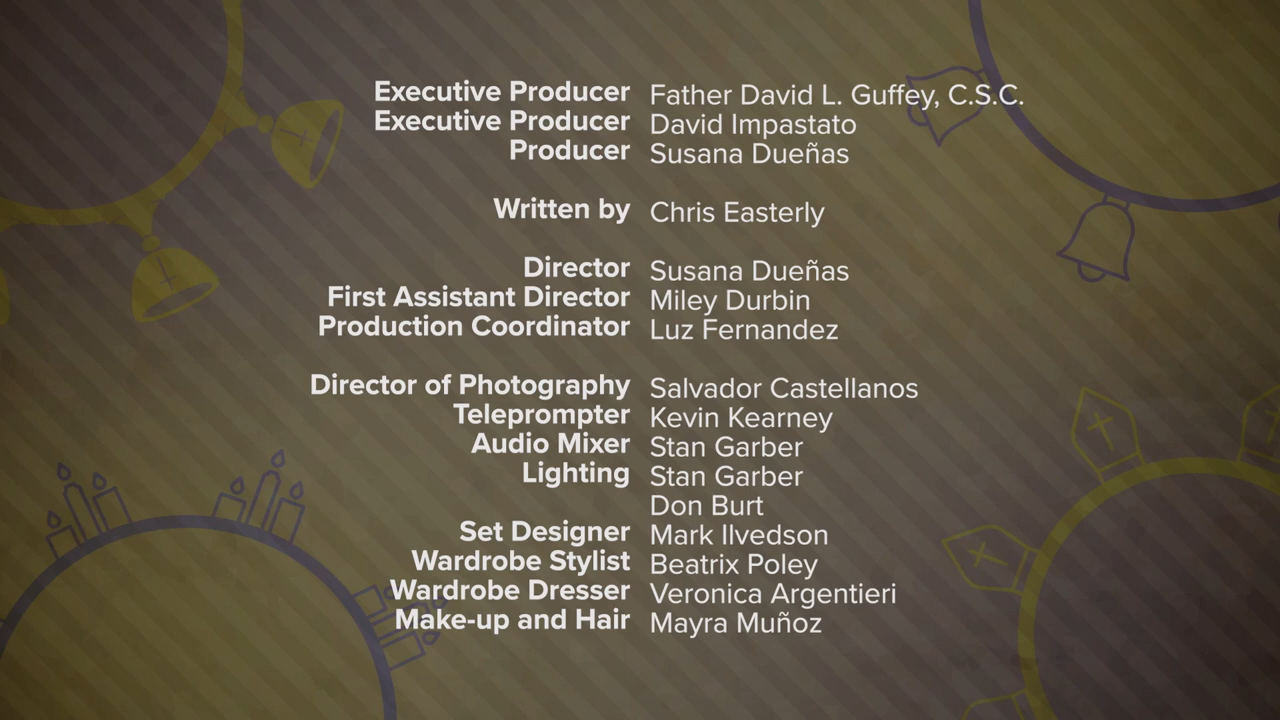 Executive Producer Father David L. Guffey, C.S.C.
Executive Producer David Impastato
Producer Susana Dueñas
Written by Chris Easterly
Director Susana Dueñas
First Assistant Director Miley Durbin
Production Coordinator Luz Fernandez
Director of Photography Salvador Castellanos
Teleprompter Kevin Kearney
Audio Mixer Stan Garber
Lighting Stan Garber
Don Burt
Set Designer Mark Ilvedson
Wardrobe Stylist Beatrix Poley
Wardrobe Dresser Veronica Argentieri
Make-up and Hair Mayra Muñoz